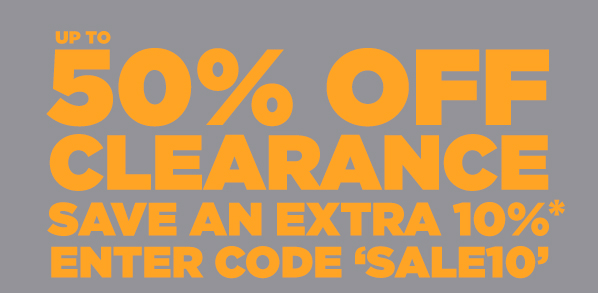 UP TO
50% OFF
CLEARANCE
SAVE AN EXTRA 10%*
ENTER CODE ‘SALE10’